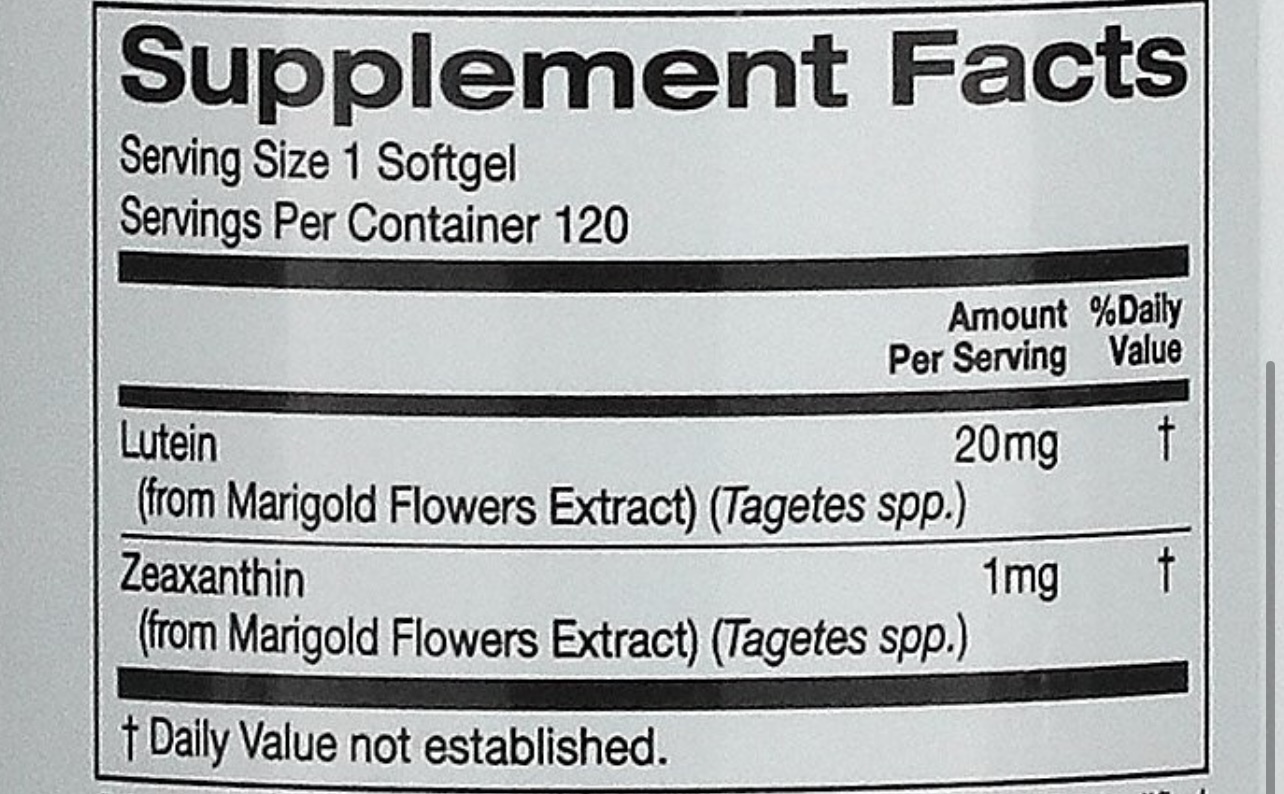 Supplement Facts
Serving Size 1 Softgel
Servings Per Container 120
Amount %Daily
Per Serving Value
Lutein 20mg †
(from Marigold Flowers Extract) (Tagetes spp.)
Zeaxanthin 1mg †
(from Marigold Flowers Extract) (Tagetes spp.)
† Daily Value not established.